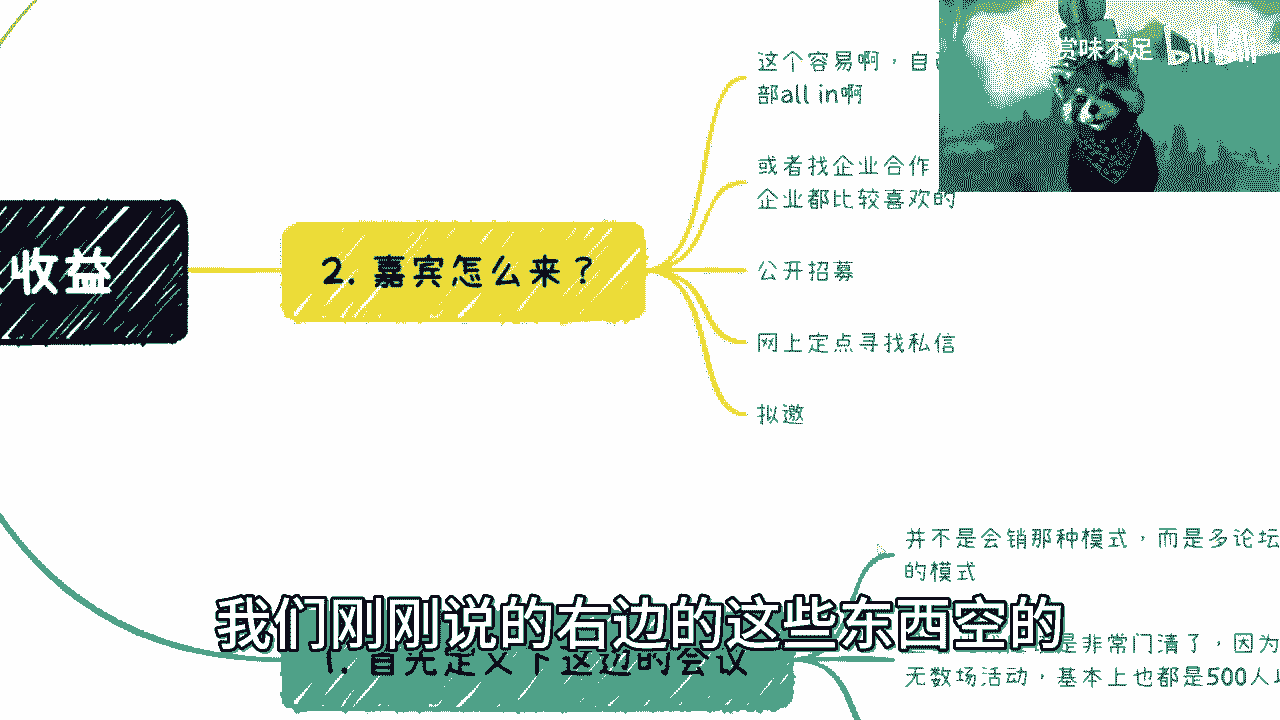 赏味不足 bilibili
这个容易啊，自
部all in啊
或者找企业合作
企业都比较喜欢的
收益
2. 嘉宾怎么来？
公开招募
网上定点寻找私信
拟邀
并不是会销那种模式，而是多论坛
的模式
我们刚刚说的右边的这些东西空的
1. 首先定义下这边的会议
是非常门清了，因为
无数场活动，基本上也都是500人